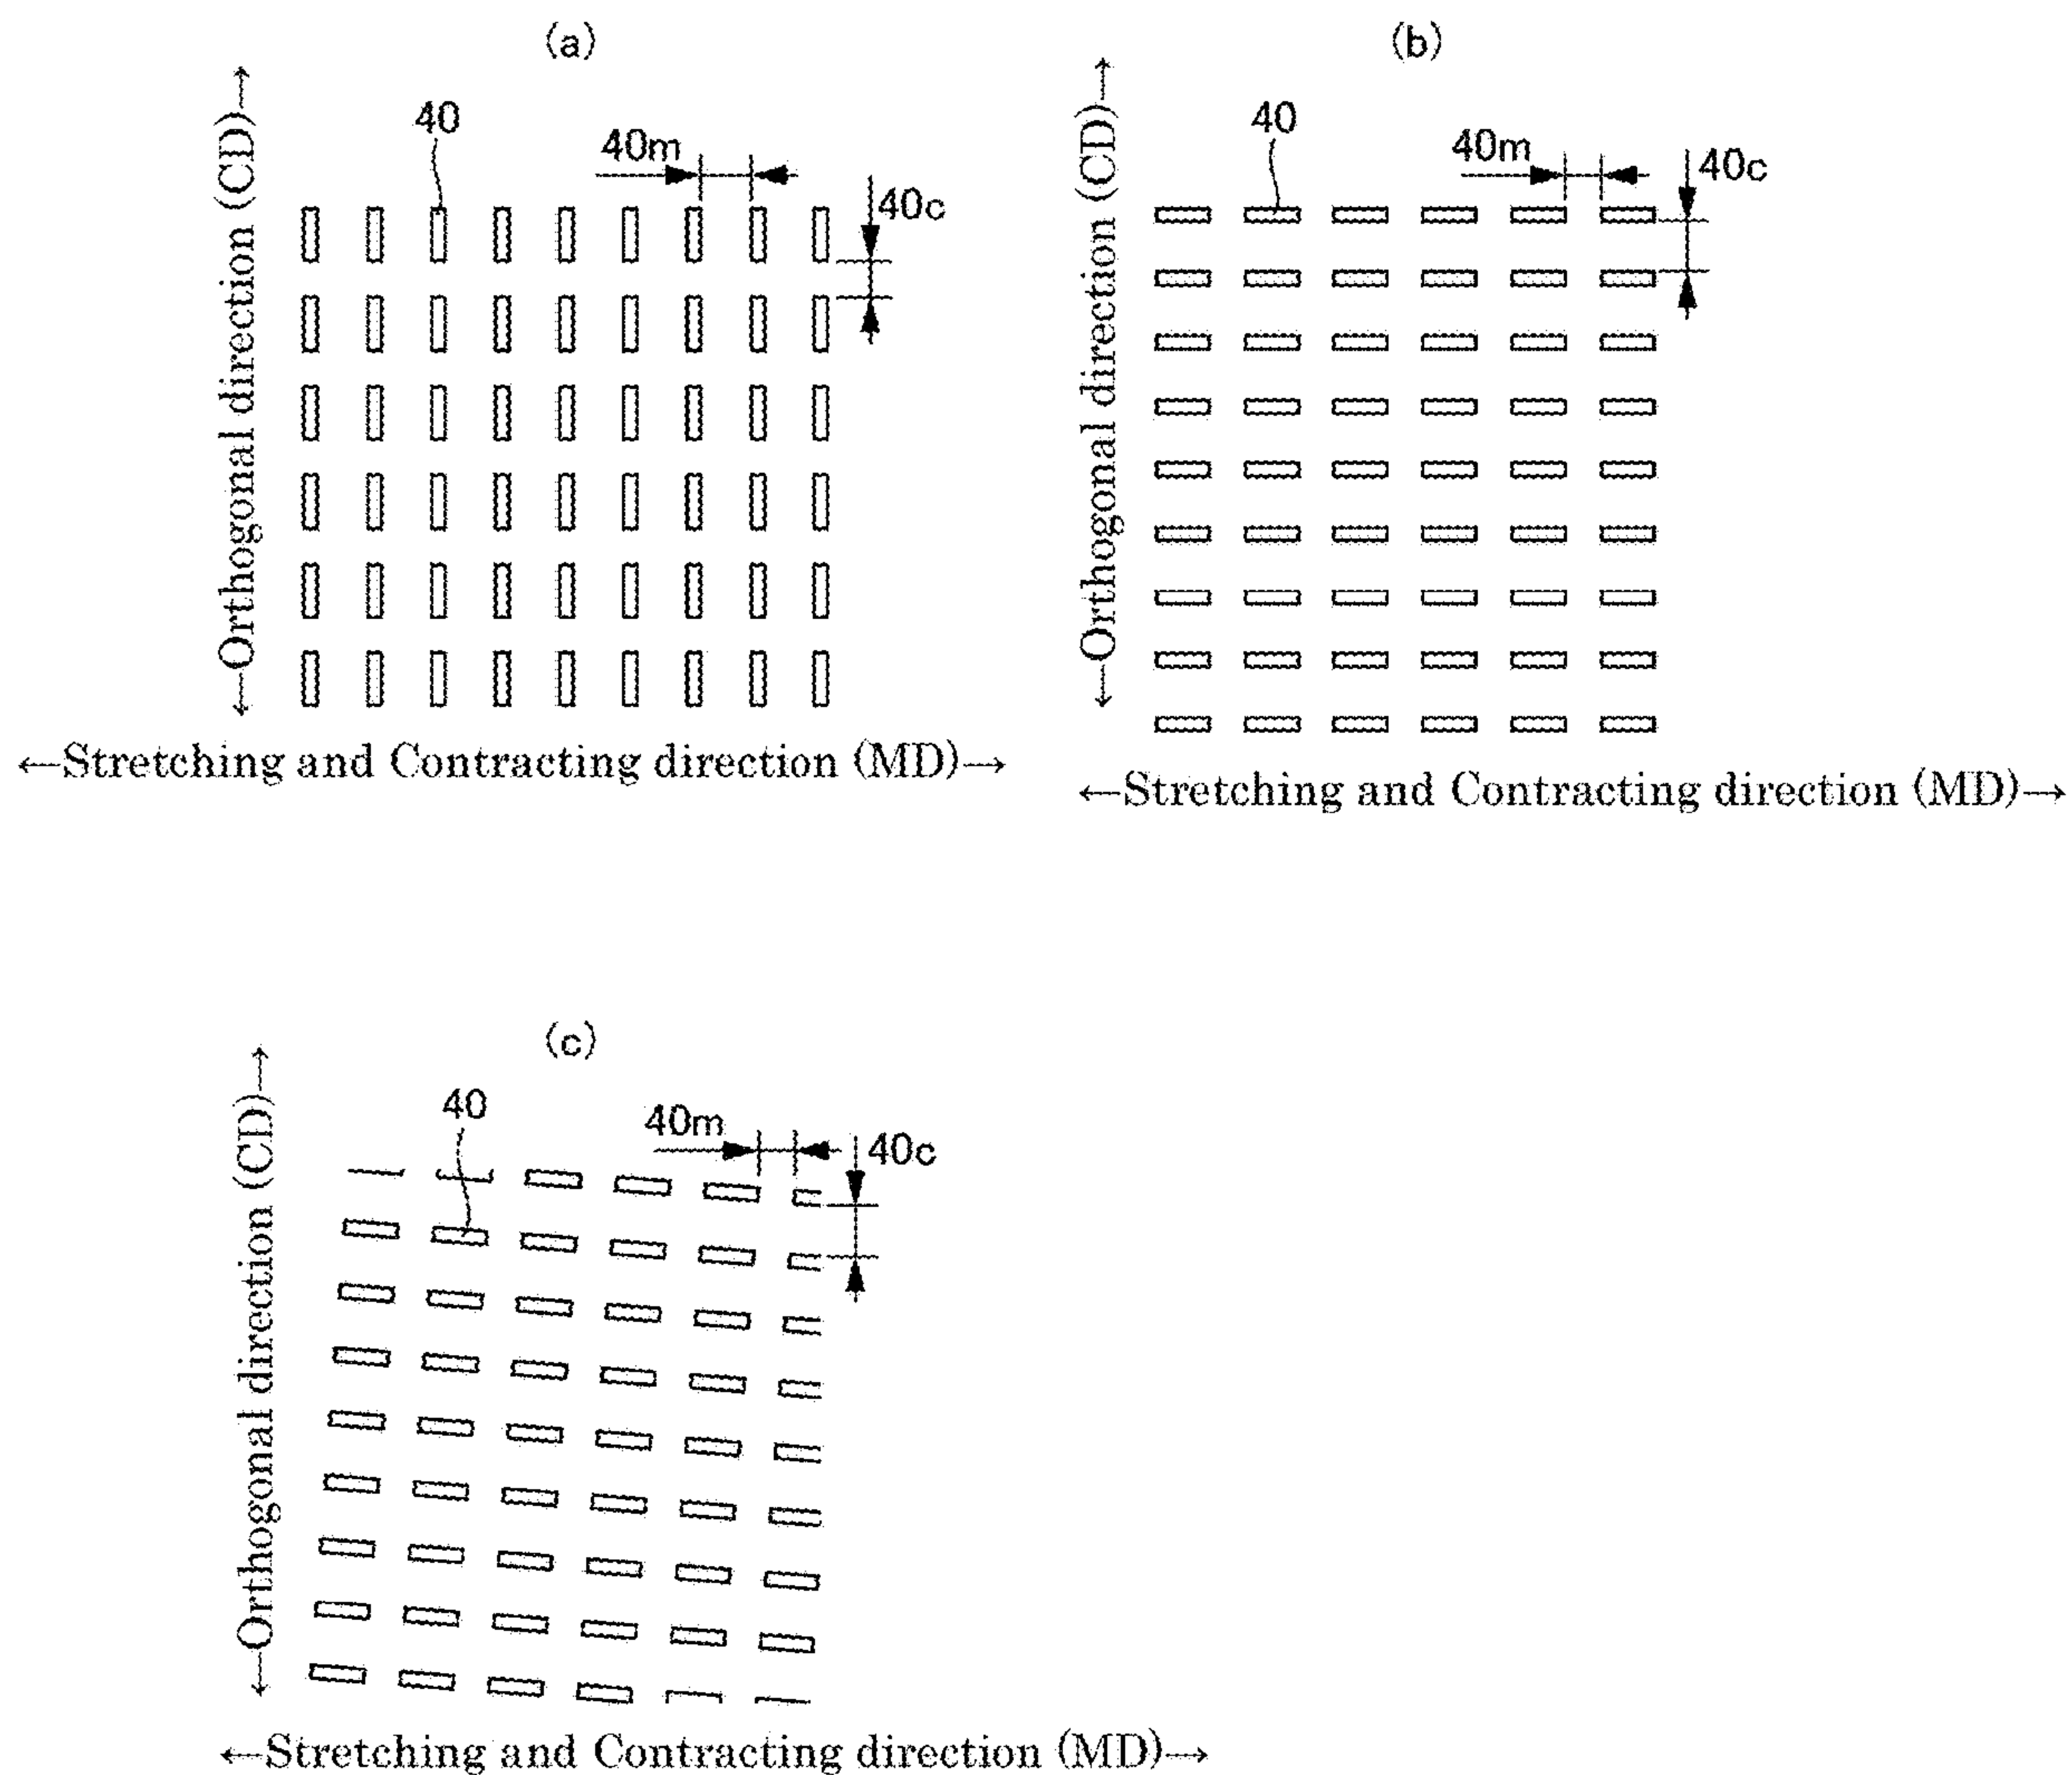 (a)
40
40m
40c
←Orthogonal direction (CD)→
←Stretching and Contracting direction (MD)→
(b)
40
40m
40c
←Orthogonal direction (CD)→
←Stretching and Contracting direction (MD)→
(c)
40
40m
40c
←Orthogonal direction (CD)→
←Stretching and Contracting direction (MD)→